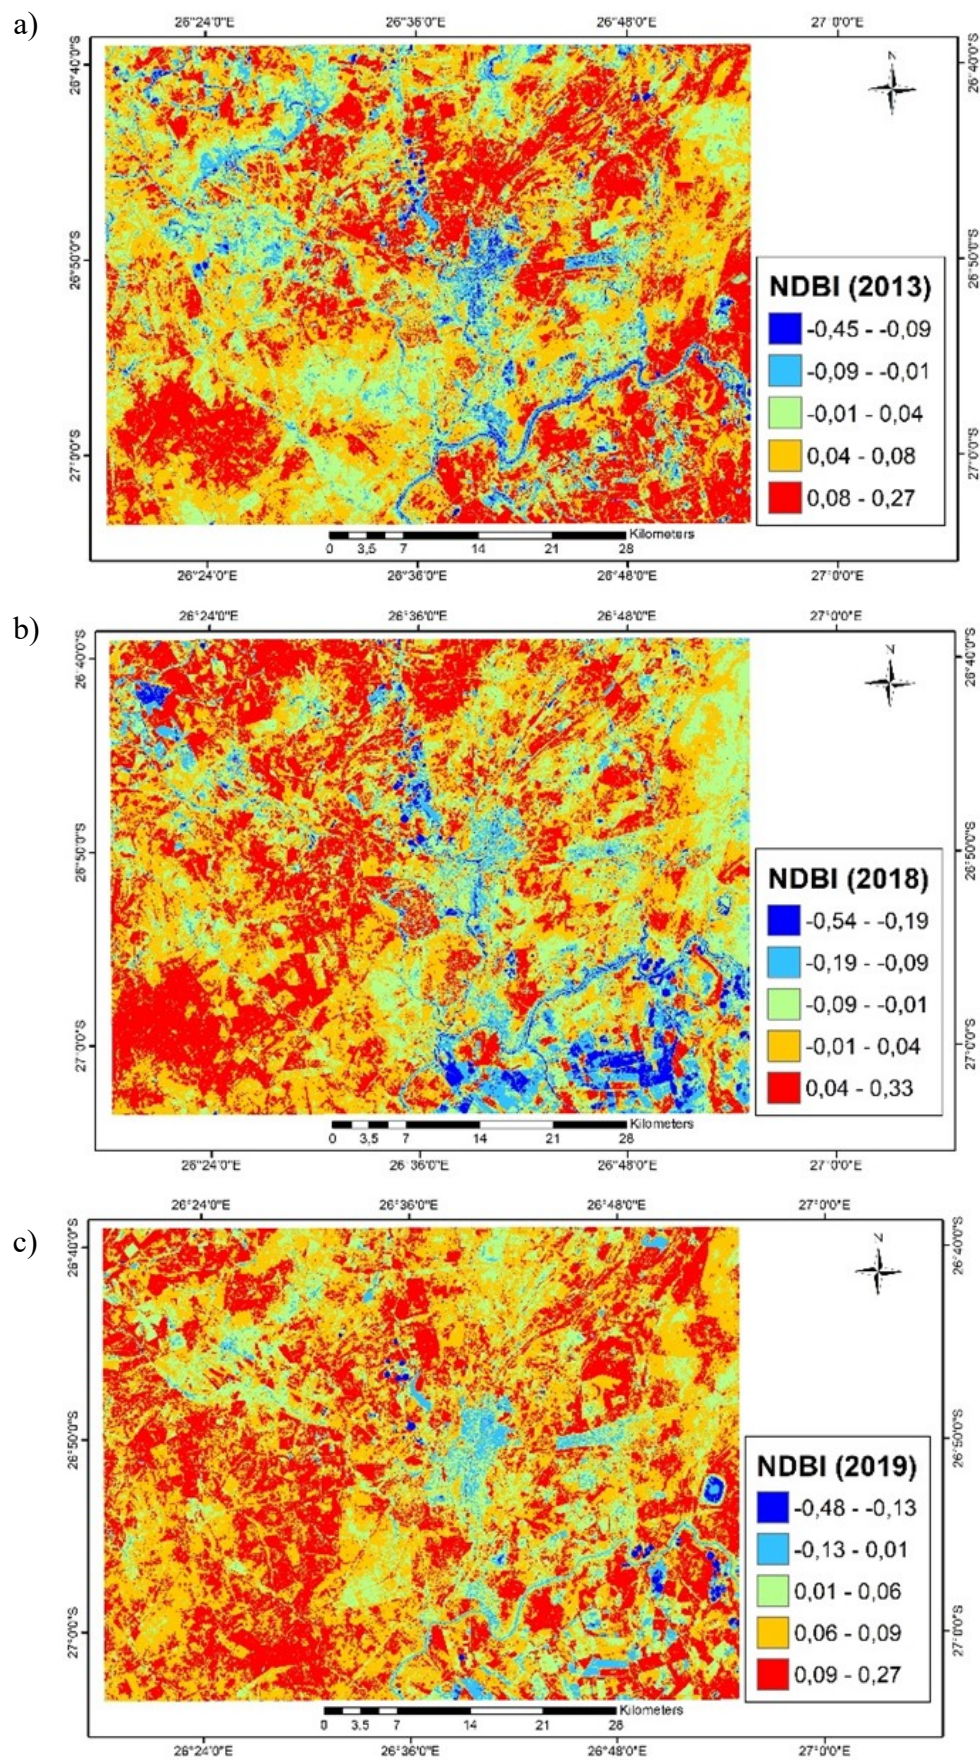 a)
26°24'0"E 26°36'0"E 26°48'0"E 27°0'0"E
N
26°40'0"S 26°40'0"S
26°50'0"S 26°50'0"S
NDBI (2013)
-0,45 - -0,09
-0,09 - -0,01
-0,01 - 0,04
0,04 - 0,08
0,08 - 0,27
27°0'0"S 27°0'0"S
Kilometers
0 3,5 7 14 21 28
26°24'0"E 26°36'0"E 26°48'0"E 27°0'0"E
b)
26°24'0"E 26°36'0"E 26°48'0"E 27°0'0"E
N
26°40'0"S 26°40'0"S
26°50'0"S 26°50'0"S
NDBI (2018)
-0,54 - -0,19
-0,19 - -0,09
-0,09 - -0,01
-0,01 - 0,04
0,04 - 0,33
27°0'0"S 27°0'0"S
Kilometers
0 3,5 7 14 21 28
26°24'0"E 26°36'0"E 26°48'0"E 27°0'0"E
c)
26°24'0"E 26°36'0"E 26°48'0"E 27°0'0"E
N
26°40'0"S 26°40'0"S
26°50'0"S 26°50'0"S
NDBI (2019)
-0,48 - -0,13
-0,13 - 0,01
0,01 - 0,06
0,06 - 0,09
0,09 - 0,27
27°0'0"S 27°0'0"S
Kilometers
0 3,5 7 14 21 28
26°24'0"E 26°36'0"E 26°48'0"E 27°0'0"E